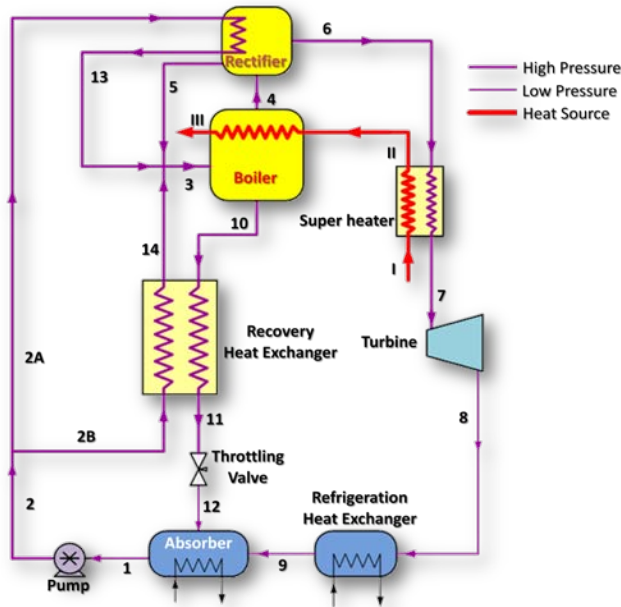 6
Rectifier
13
5
High Pressure
Low Pressure
Heat Source
4
III
II
Boiler
3
Super heater
10
14
I
7
Recovery
Heat Exchanger
Turbine
2A
2B
11
8
Throttling
Valve
2
12
Refrigeration
Heat Exchanger
Absorber
1
9
Pump